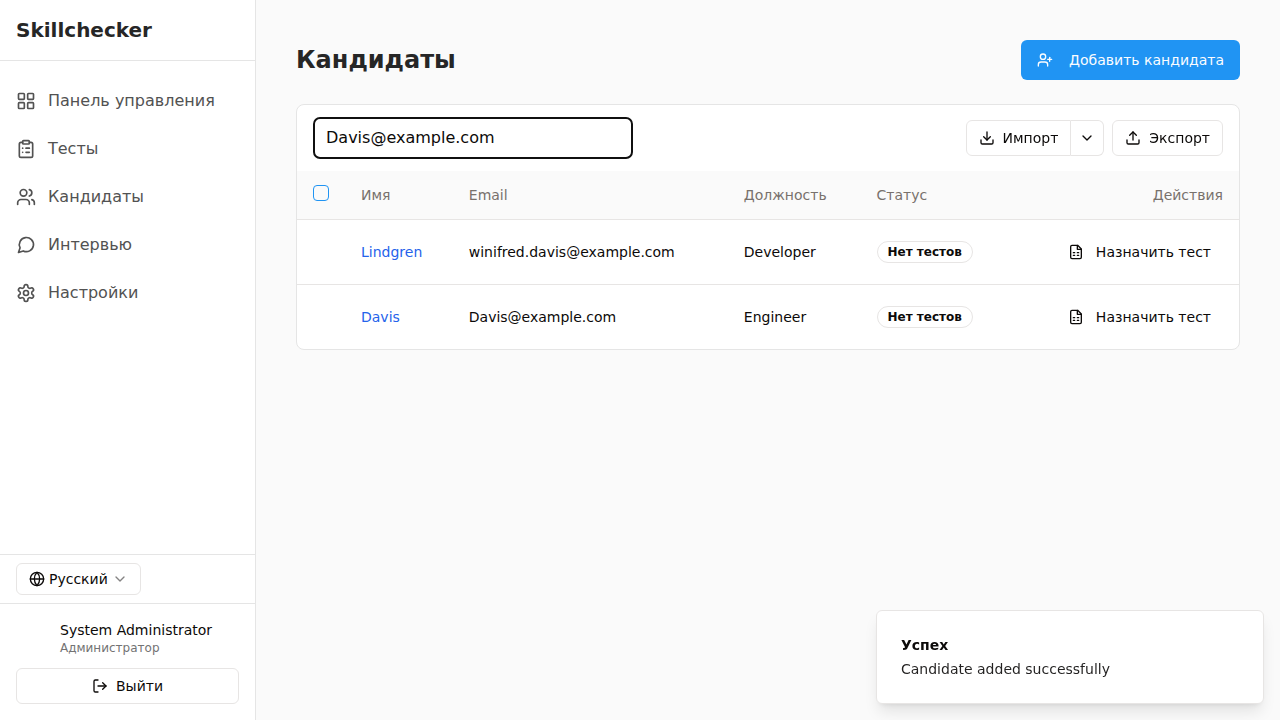 Skillchecker
Панель управления
Тесты
Кандидаты
Интервью
Настройки
Русский
System Administrator
Администратор
Выйти
Кандидаты
Добавить кандидата
Davis@example.com
Импорт
Экспорт
Имя Email Должность Статус Действия
Lindgren winifred.davis@example.com Developer Нет тестов Назначить тест
Davis Davis@example.com Engineer Нет тестов Назначить тест
Успех
Candidate added successfully